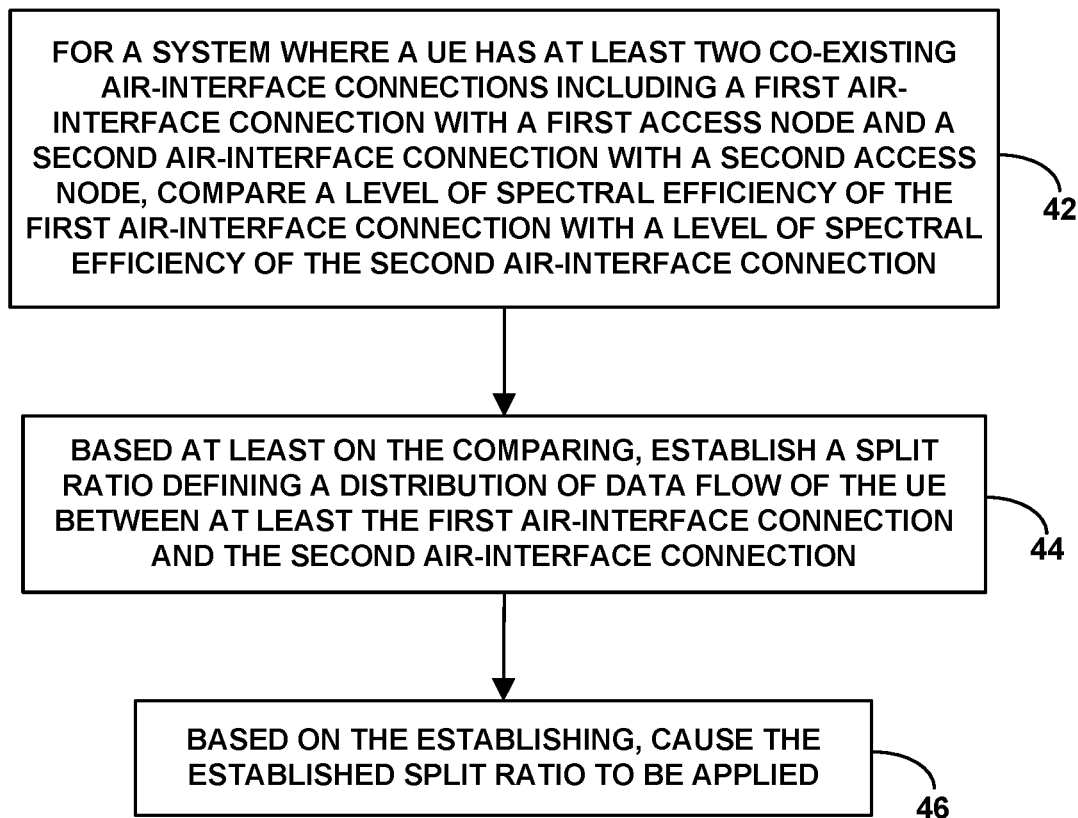 FOR A SYSTEM WHERE A UE HAS AT LEAST TWO CO-EXISTING
AIR-INTERFACE CONNECTIONS INCLUDING A FIRST AIR-
INTERFACE CONNECTION WITH A FIRST ACCESS NODE AND A
SECOND AIR-INTERFACE CONNECTION WITH A SECOND ACCESS
NODE, COMPARE A LEVEL OF SPECTRAL EFFICIENCY OF THE
FIRST AIR-INTERFACE CONNECTION WITH A LEVEL OF SPECTRAL
EFFICIENCY OF THE SECOND AIR-INTERFACE CONNECTION
42
BASED AT LEAST ON THE COMPARING, ESTABLISH A SPLIT
RATIO DEFINING A DISTRIBUTION OF DATA FLOW OF THE UE
BETWEEN AT LEAST THE FIRST AIR-INTERFACE CONNECTION
AND THE SECOND AIR-INTERFACE CONNECTION
44
BASED ON THE ESTABLISHING, CAUSE THE
ESTABLISHED SPLIT RATIO TO BE APPLIED
46